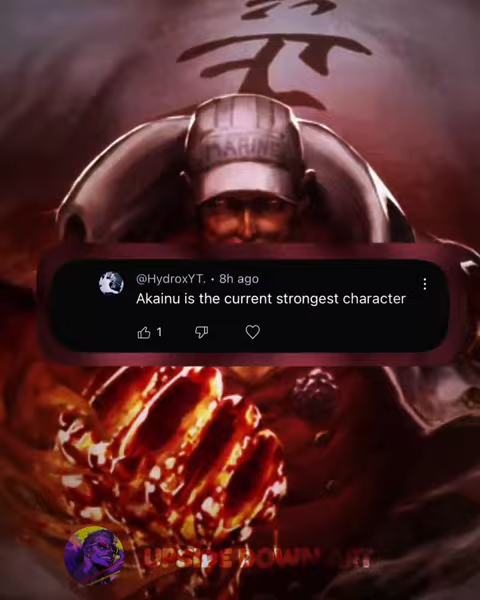 MARINE
@HydroxYT. • 8h ago
Akainu is the current strongest character
1
UPSIDE DOWN ART